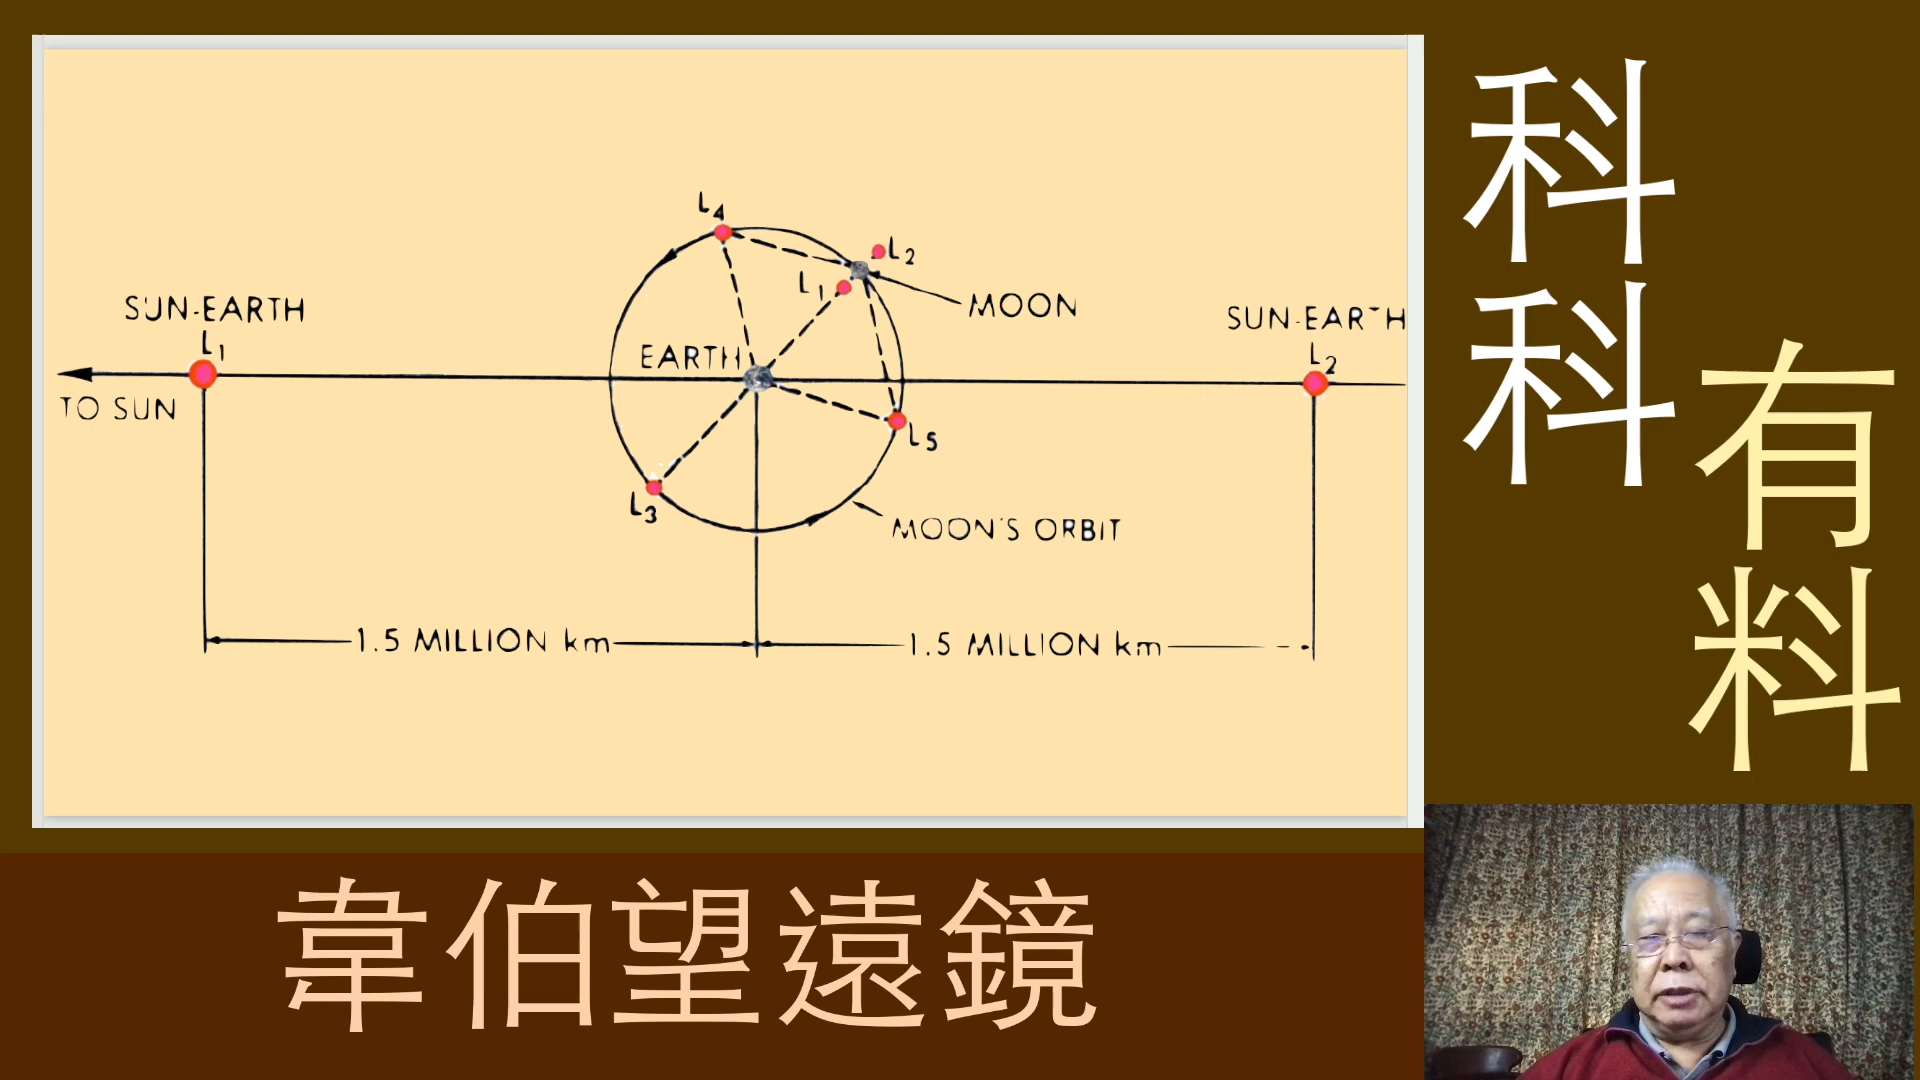 L4
L2
L1
MOON
SUN-EARTH
L1
SUN-EARTH
L2
EARTH
TO SUN
L5
L3
MOON'S ORBIT
1.5 MILLION km
1.5 MILLION km
科科
有料
韋伯望遠鏡